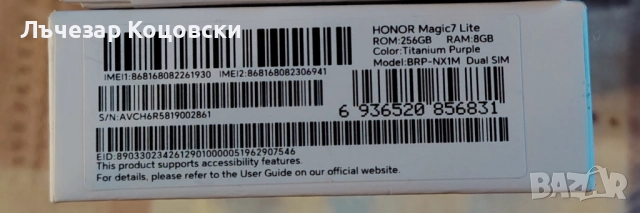 Лъчезар Коцовски
HONOR Magic7 Lite
ROM:256GB RAM:8GB
Color:Titanium Purple
Model:BRP-NX1M Dual SIM
IMEI1:868168082261930 IMEI2:868168082306941
S/N:AVCH6R5819002861
6 936520 856831
EID:89033023426129010000051962907546
This product supports accessibility features.
For details, please refer to the User Guide on our official website.
BAZAR
bg